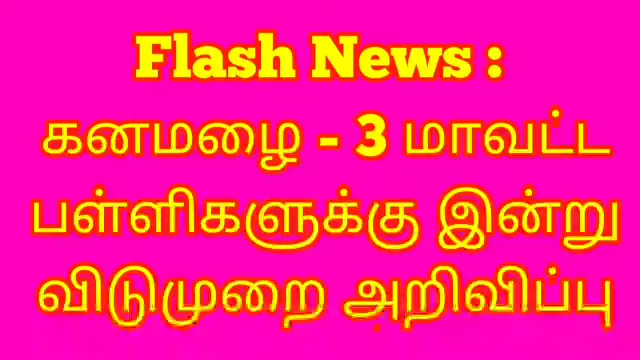 Flash News :
கனமழை - 3 மாவட்ட
பள்ளிகளுக்கு இன்று
விடுமுறை அறிவிப்பு